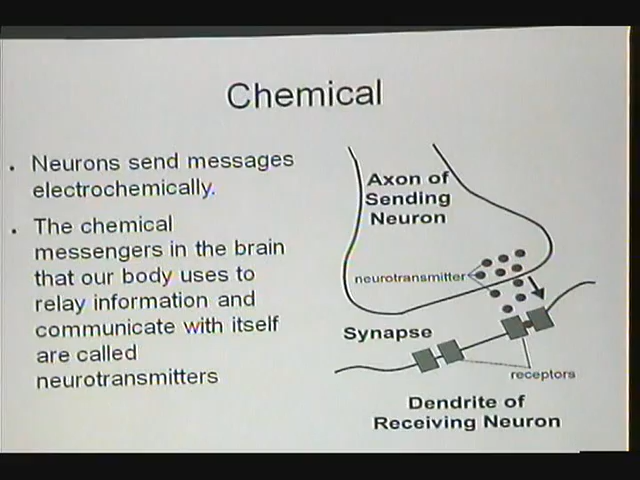 Chemical
• Neurons send messages
electrochemically.
• The chemical
messengers in the brain
that our body uses to
relay information and
communicate with itself
are called
neurotransmitters
Axon of
Sending
Neuron
neurotransmitter
Synapse
receptors
Dendrite of
Receiving Neuron